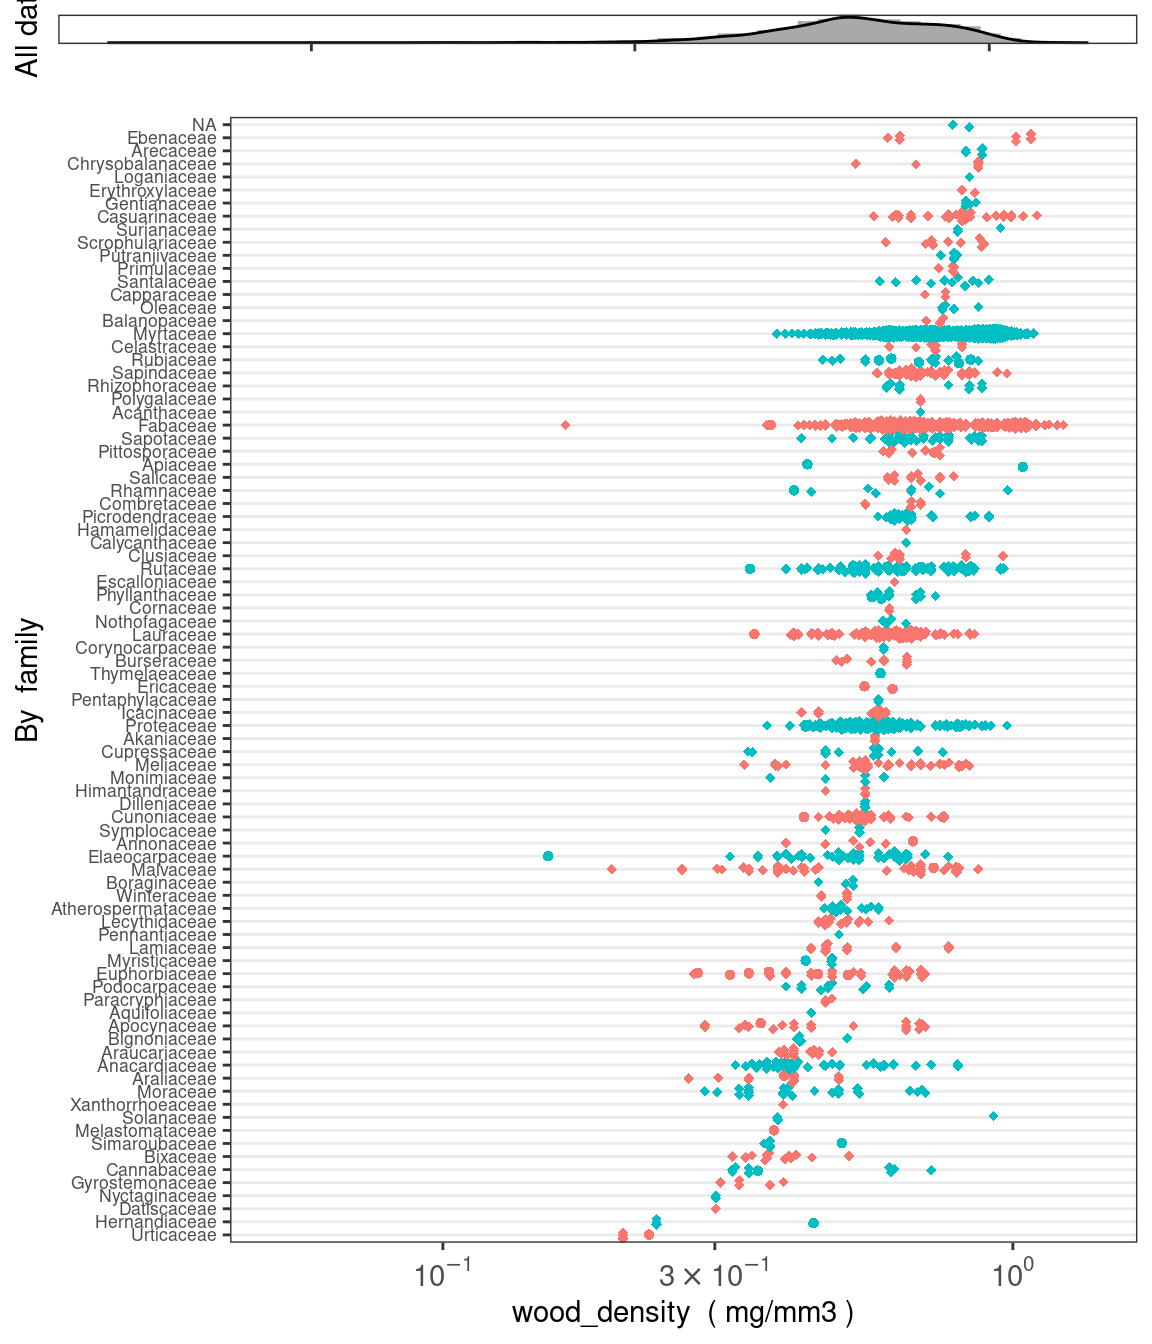 All dat
NA
Ebenaceae
Arecaceae
Chrysobalanaceae
Loganiaceae
Erythroxylaceae
Gentianaceae
Casuarinaceae
Surianaceae
Scrophulariaceae
Putranjivaceae
Primulaceae
Santalaceae
Capparaceae
Oleaceae
Balanopaceae
Myrtaceae
Celastraceae
Rubiaceae
Sapindaceae
Rhizophoraceae
Polygalaceae
Acanthaceae
Fabaceae
Sapotaceae
Pittosporaceae
Apiaceae
Salicaceae
Rhamnaceae
Combretaceae
Picrodendraceae
Hamamelidaceae
Calycanthaceae
Clusiaceae
Rutaceae
Escalloniaceae
Phyllanthaceae
Cornaceae
Nothofagaceae
Lauraceae
Corynocarpaceae
Burseraceae
Thymelaeaceae
Ericaceae
Pentaphylacaceae
Icacinaceae
Proteaceae
Akaniaceae
Cupressaceae
Meliaceae
Monimiaceae
Himantandraceae
Dilleniaceae
Cunoniaceae
Symplocaceae
Annonaceae
Elaeocarpaceae
Malvaceae
Boraginaceae
Winteraceae
Atherospermataceae
Lecythidaceae
Pennantiaceae
Lamiaceae
Myristicaceae
Euphorbiaceae
Podocarpaceae
Paracryphiaceae
Aquifoliaceae
Apocynaceae
Bignoniaceae
Araucariaceae
Anacardiaceae
Araliaceae
Moraceae
Xanthorrhoeaceae
Solanaceae
Melastomataceae
Simaroubaceae
Bixaceae
Cannabaceae
Gyrostemonaceae
Nyctaginaceae
Datiscaceae
Hernandiaceae
Urticaceae
By family
10⁻¹ 3 × 10⁻¹ 10⁰
wood_density ( mg/mm3 )